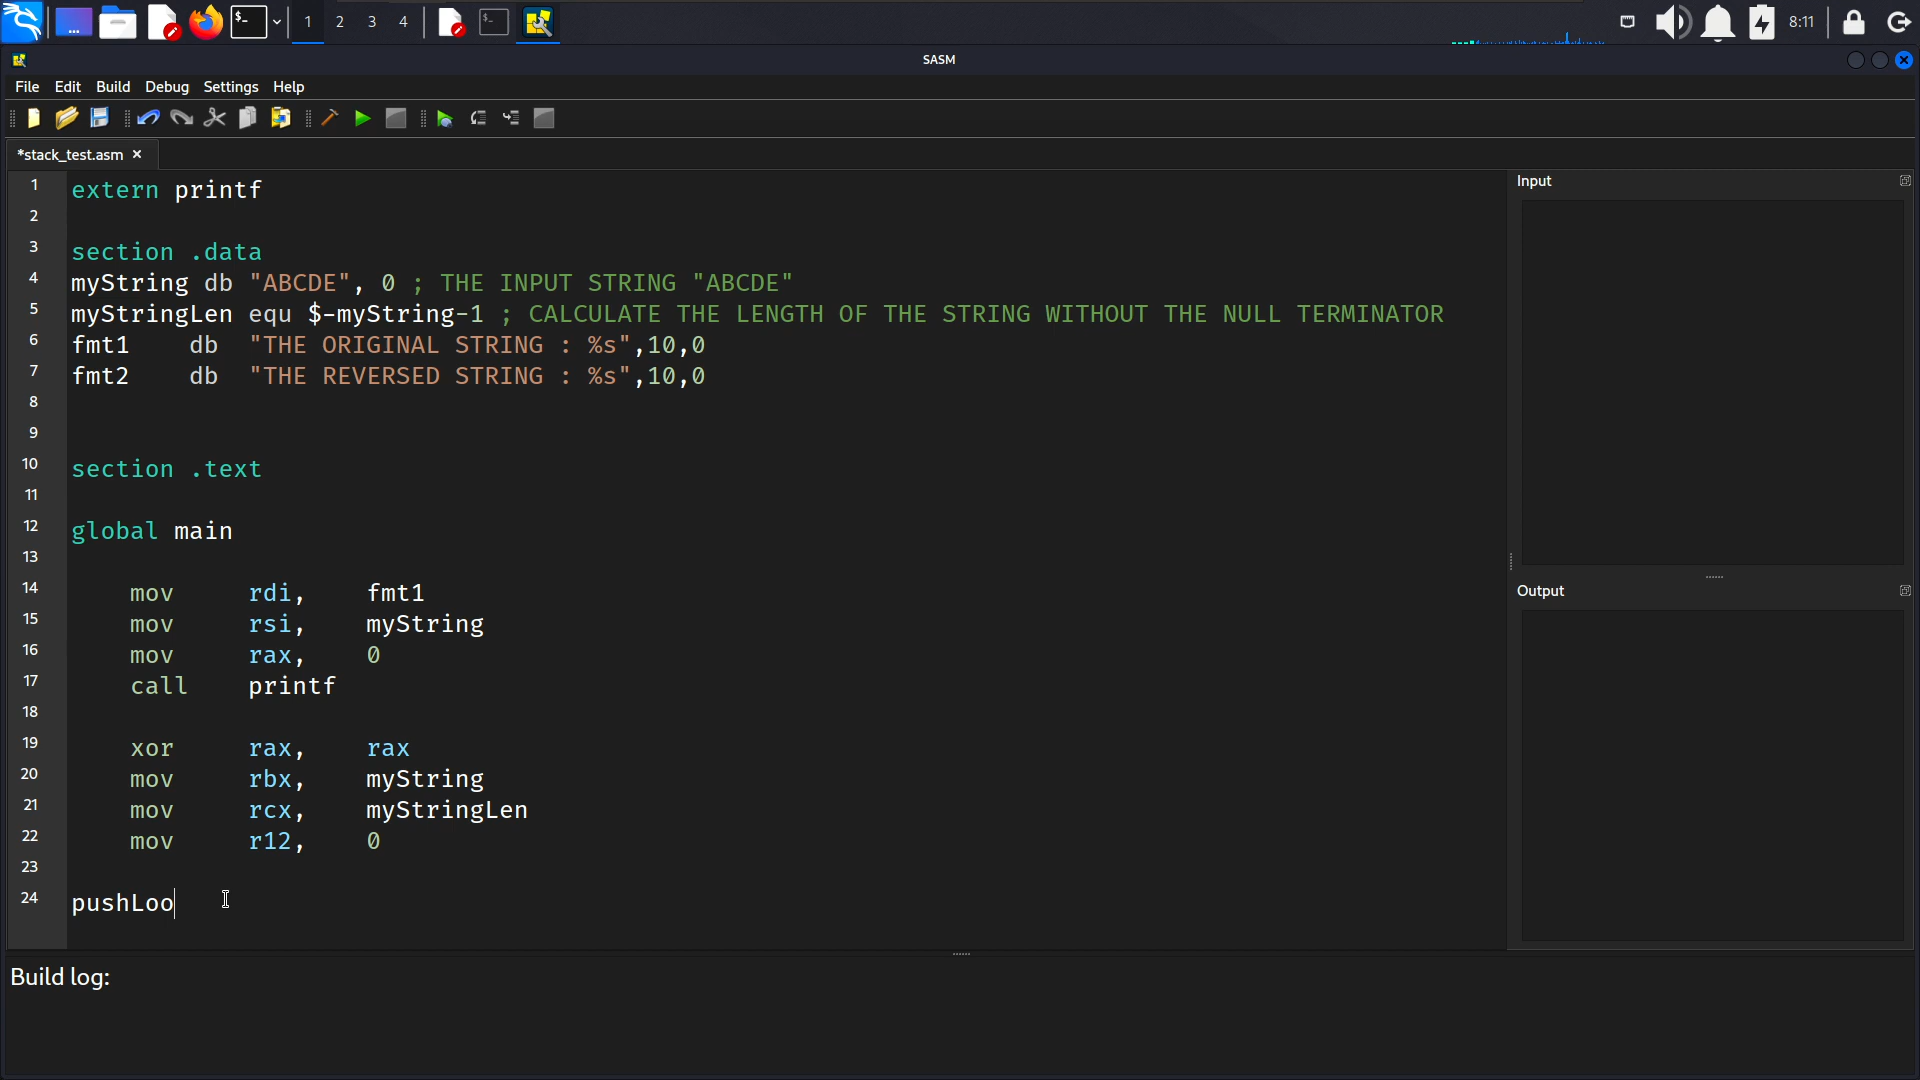 $-
1 2 3 4
$-
8:11
SASM
File Edit Build Debug Settings Help
*stack_test.asm ×
1 extern printf
2
3 section .data
4 myString db "ABCDE", 0 ; THE INPUT STRING "ABCDE"
5 myStringLen equ $-myString-1 ; CALCULATE THE LENGTH OF THE STRING WITHOUT THE NULL TERMINATOR
6 fmt1 db "THE ORIGINAL STRING : %s",10,0
7 fmt2 db "THE REVERSED STRING : %s",10,0
8
9
10 section .text
11
12 global main
13
14 mov rdi, fmt1
15 mov rsi, myString
16 mov rax, 0
17 call printf
18
19 xor rax, rax
20 mov rbx, myString
21 mov rcx, myStringLen
22 mov r12, 0
23
24 pushLoo
Input
Output
Build log: